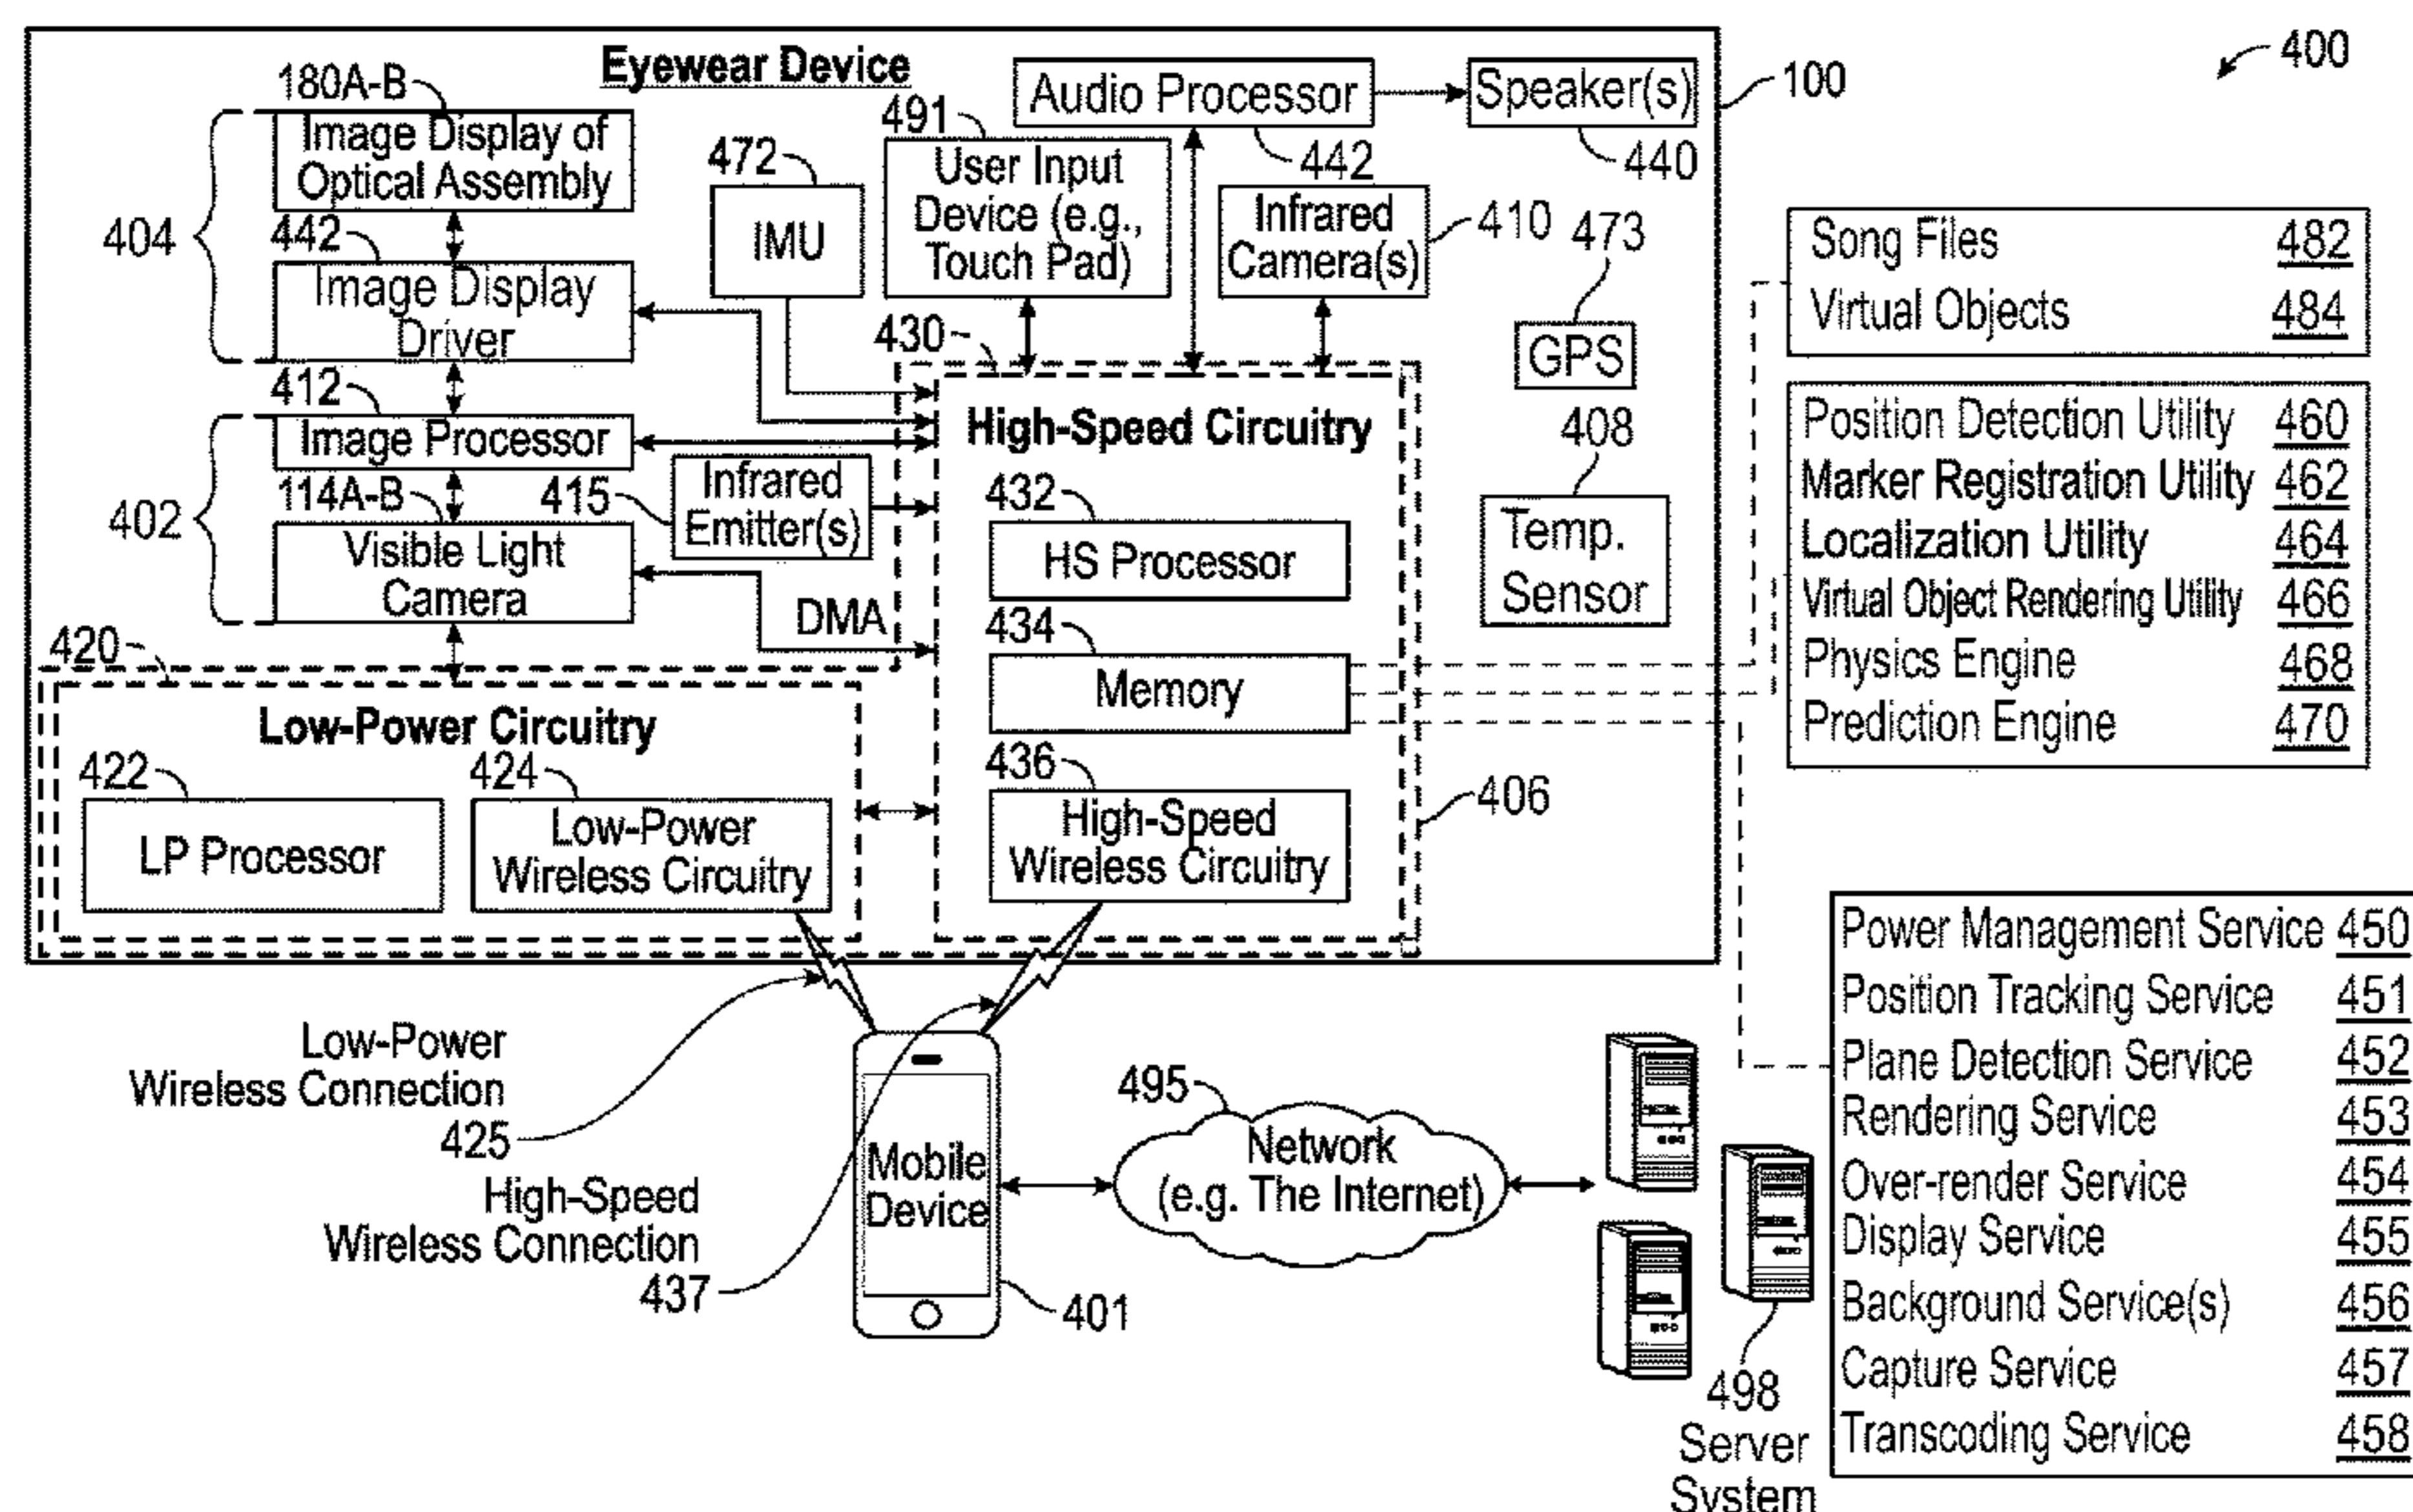 400
Eyewear Device
100
180A-B
Image Display of
Optical Assembly
404
442
Image Display
Driver
412
Image Processor
402
114A-B
Visible Light
Camera
472
IMU
491
User Input
Device (e.g.,
Touch Pad)
Audio Processor
442
Speaker(s)
440
Infrared
Camera(s)
410
473
GPS
408
Temp.
Sensor
415
Infrared
Emitter(s)
DMA
430
High-Speed Circuitry
432
HS Processor
434
Memory
436
High-Speed
Wireless Circuitry
406
420
Low-Power Circuitry
422
LP Processor
424
Low-Power
Wireless Circuitry
Song Files 482
Virtual Objects 484
Position Detection Utility 460
Marker Registration Utility 462
Localization Utility 464
Virtual Object Rendering Utility 466
Physics Engine 468
Prediction Engine 470
Power Management Service 450
Position Tracking Service 451
Plane Detection Service 452
Rendering Service 453
Over-render Service 454
Display Service 455
Background Service(s) 456
Capture Service 457
Transcoding Service 458
Low-Power
Wireless Connection
425
High-Speed
Wireless Connection
437
Mobile
Device
401
495
Network
(e.g. The Internet)
498
Server
System